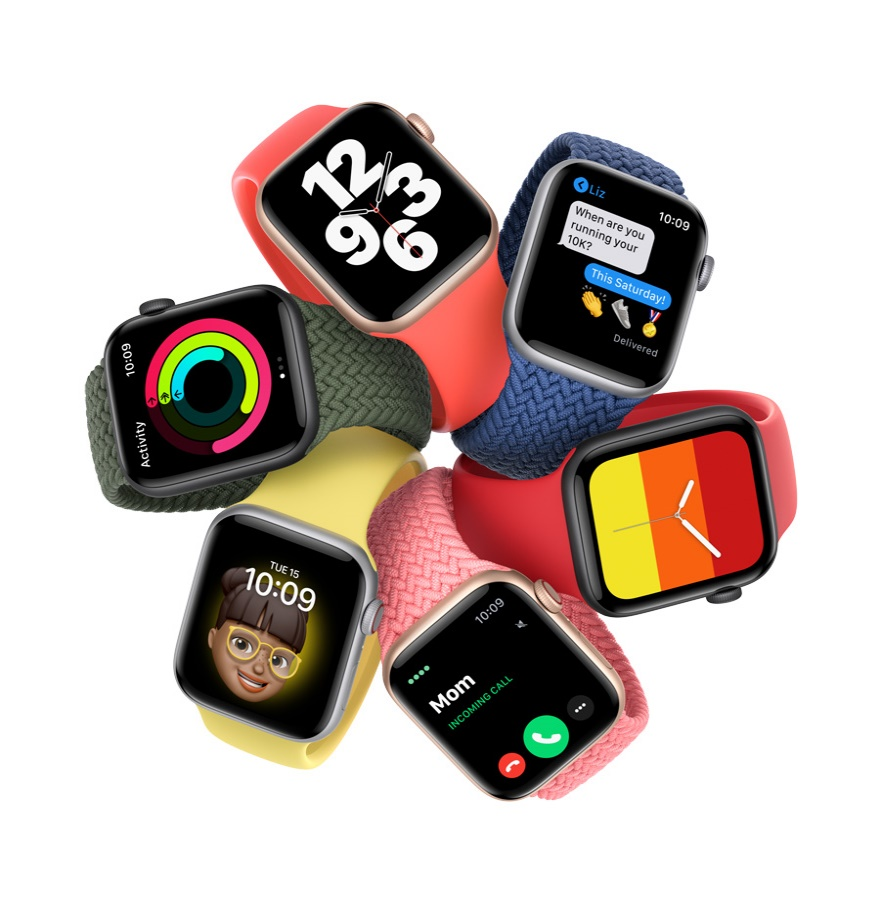 12
3
9
6
Liz
10:09
When are you
running your
10K?
This Saturday!
Delivered
10:09
Activity
TUE 15
10:09
10:09
Mom
INCOMING CALL